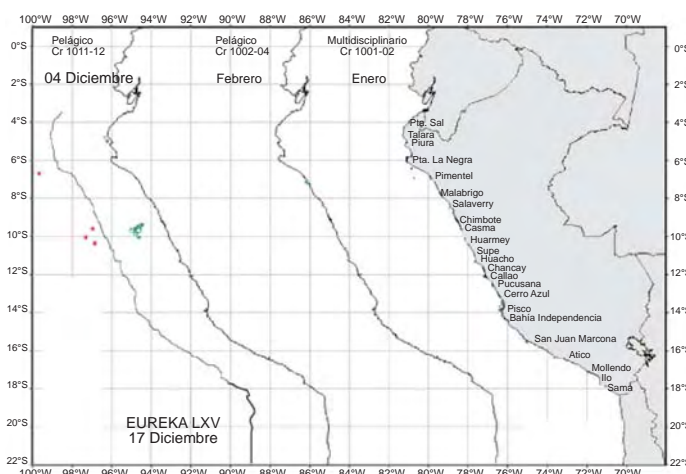 100°W 98°W 96°W 94°W 92°W 90°W 88°W 86°W 84°W 82°W 80°W 78°W 76°W 74°W 72°W 70°W
Pelágico
Cr 1011-12
Pelágico
Cr 1002-04
Multidisciplinario
Cr 1001-02
04 Diciembre
Febrero
Enero
0°S
2°S
4°S
6°S
8°S
10°S
12°S
14°S
16°S
18°S
20°S
22°S
Pta. Sal
Talara
Piura
Pta. La Negra
Pimentel
Malabrigo
Salaverry
Chimbote
Casma
Huarmey
Supe
Huacho
Chancay
Callao
Pucusana
Cerro Azul
Pisco
Bahía Independencia
San Juan Marcona
Atico
Mollendo
Ilo
Sama
EUREKA LXV
17 Diciembre
0°S
2°S
4°S
6°S
8°S
10°S
12°S
14°S
16°S
18°S
20°S
22°S
100°W 98°W 96°W 94°W 92°W 90°W 88°W 86°W 84°W 82°W 80°W 78°W 76°W 74°W 72°W 70°W